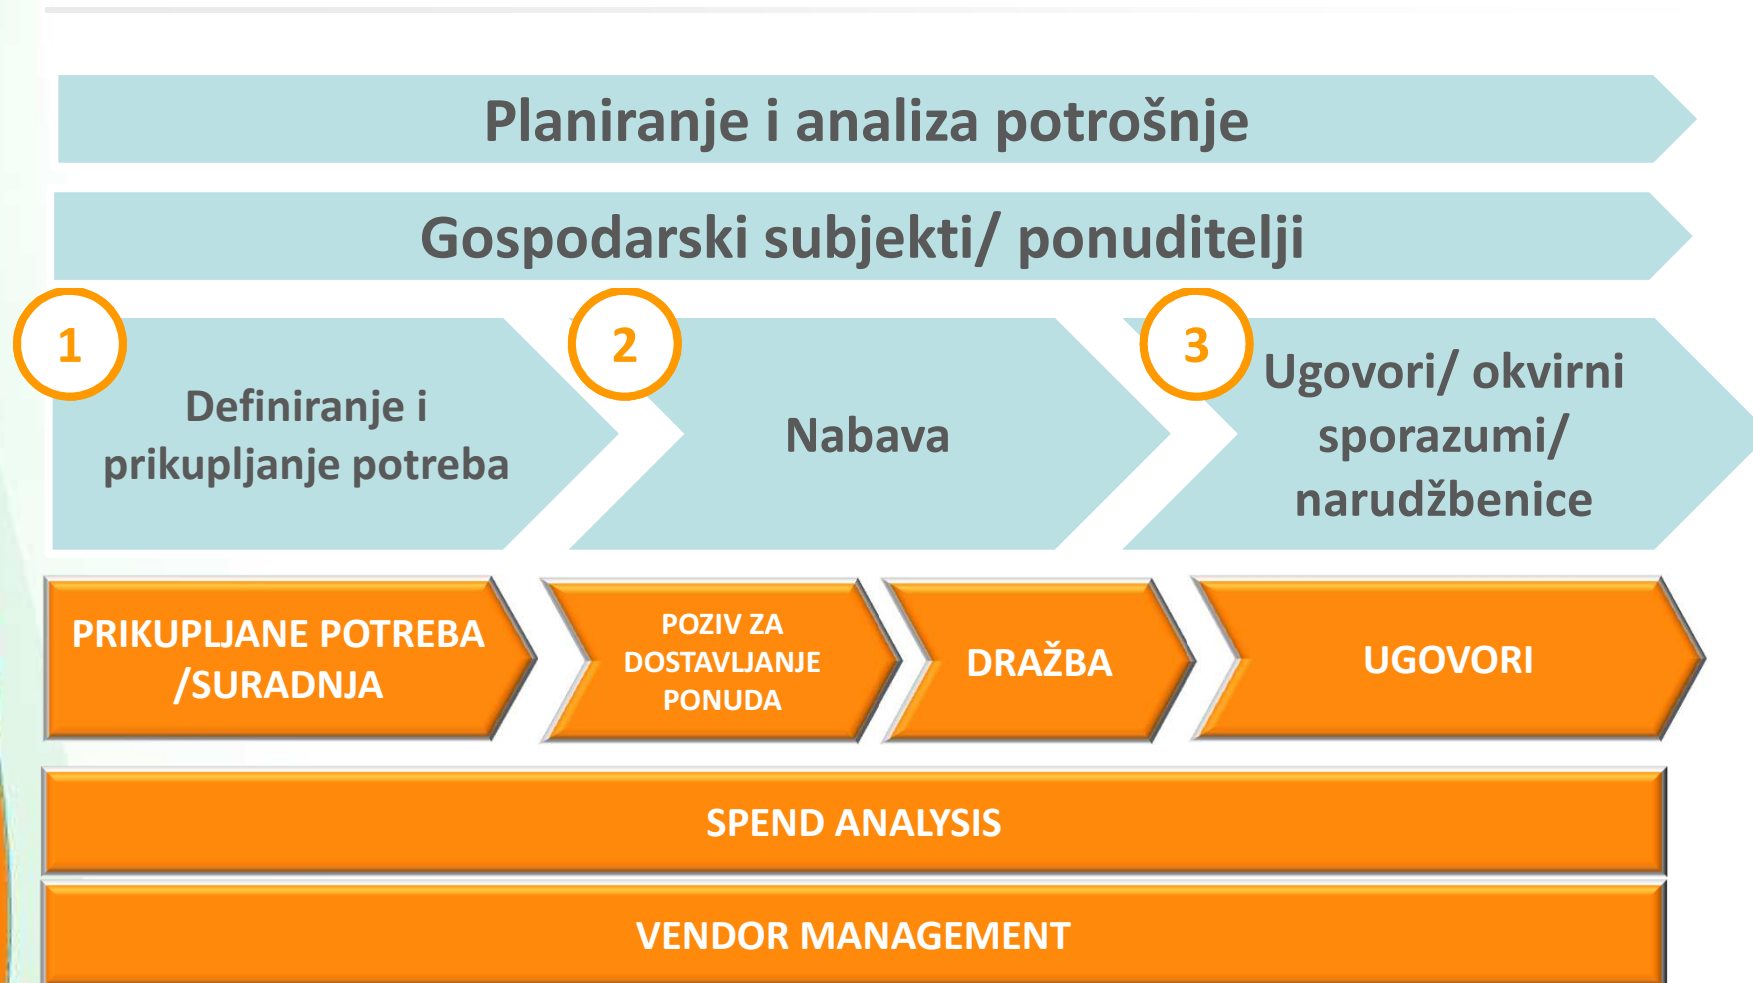 Planiranje i analiza potrošnje
Gospodarski subjekti/ ponuditelji
1
Definiranje i
prikupljanje potreba
2
Nabava
3
Ugovori/ okvirni
sporazumi/
narudžbenice
PRIKUPLJANE POTREBA
/SURADNJA
POZIV ZA
DOSTAVLJANJE
PONUDA
DRAŽBA
UGOVORI
SPEND ANALYSIS
VENDOR MANAGEMENT